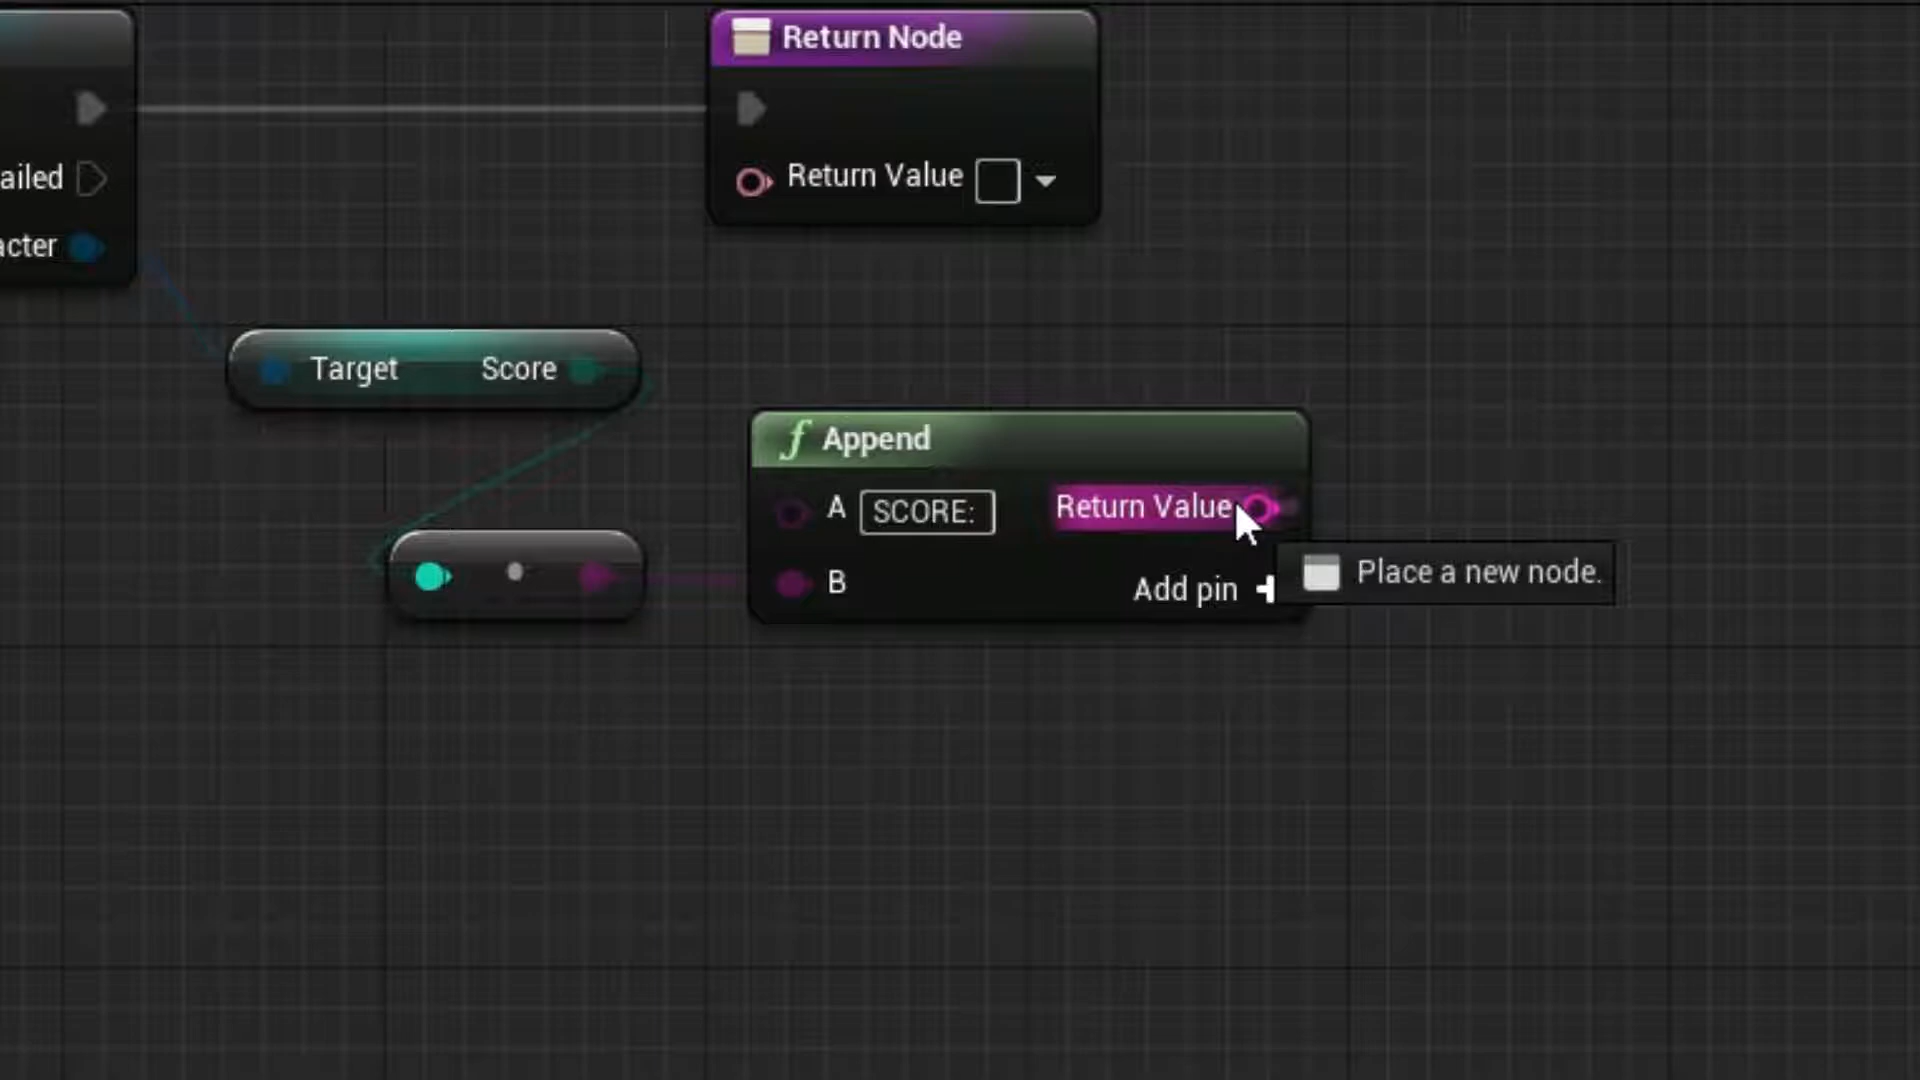 Return Node
ailed
Return Value
acter
Target Score
f Append
A SCORE: Return Value
B
Add pin
Place a new node.